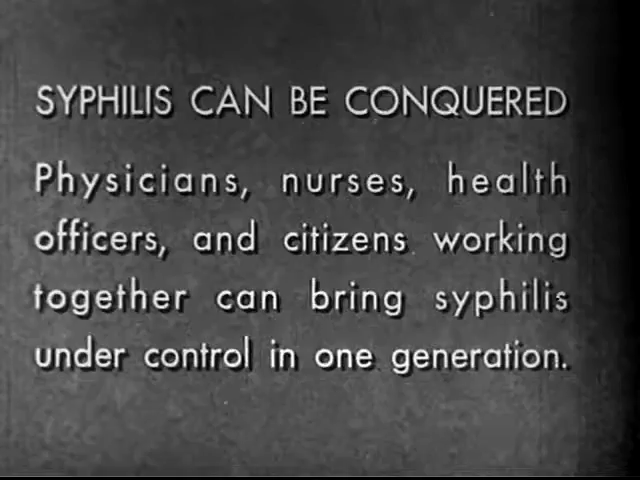 SYPHILIS CAN BE CONQUERED
Physicians, nurses, health
officers, and citizens working
together can bring syphilis
under control in one generation.